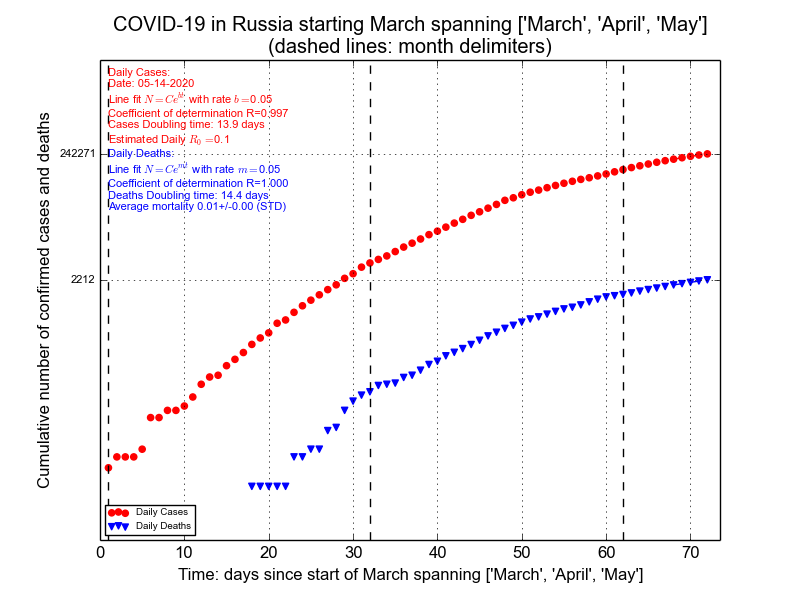 COVID-19 in Russia starting March spanning ['March', 'April', 'May']
(dashed lines: month delimiters)
Daily Cases:
Date: 05-14-2020
Line fit N=Ce^{bt} with rate b=0.05
Coefficient of determination R=0.997
Cases Doubling time: 13.9 days
Estimated Daily R_0=0.1
Daily Deaths:
Line fit N=Ce^{mt} with rate m=0.05
Coefficient of determination R=1.000
Deaths Doubling time: 14.4 days
Average mortality 0.01+/-0.00 (STD)
242271
2212
Cumulative number of confirmed cases and deaths
Daily Cases
Daily Deaths
0 10 20 30 40 50 60 70
Time: days since start of March spanning ['March', 'April', 'May']